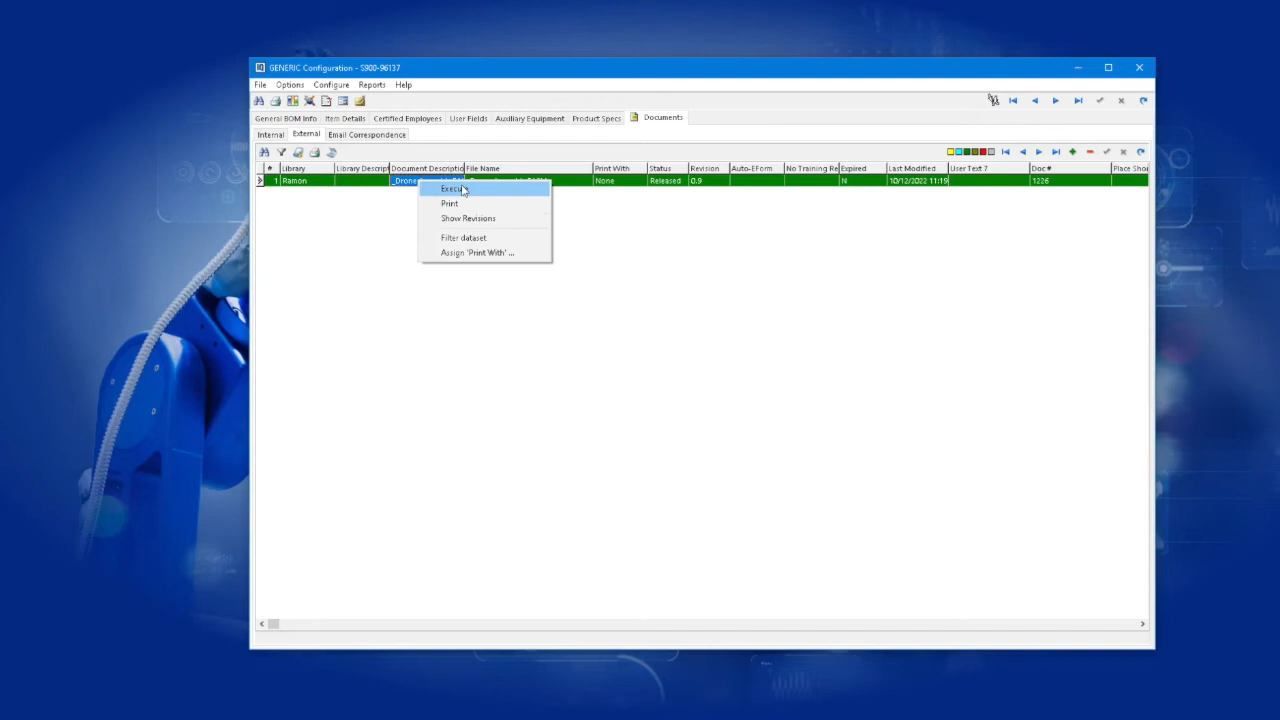 GENERIC Configuration - S900-96137
File Options Configure Reports Help
General BOM Info Item Details Certified Employees User Fields Auxiliary Equipment Product Specs Documents
Internal External Email Correspondence
# Library Library Descript Document Descriptio File Name Print With Status Revision Auto-EForm No Training Re Expired Last Modified User Text 7 Doc # Place Shor
1 Ramon _Drone None Released 0.9 N 10/12/2022 11:19 1226
Execu
Print
Show Revisions
Filter dataset
Assign 'Print With' ...